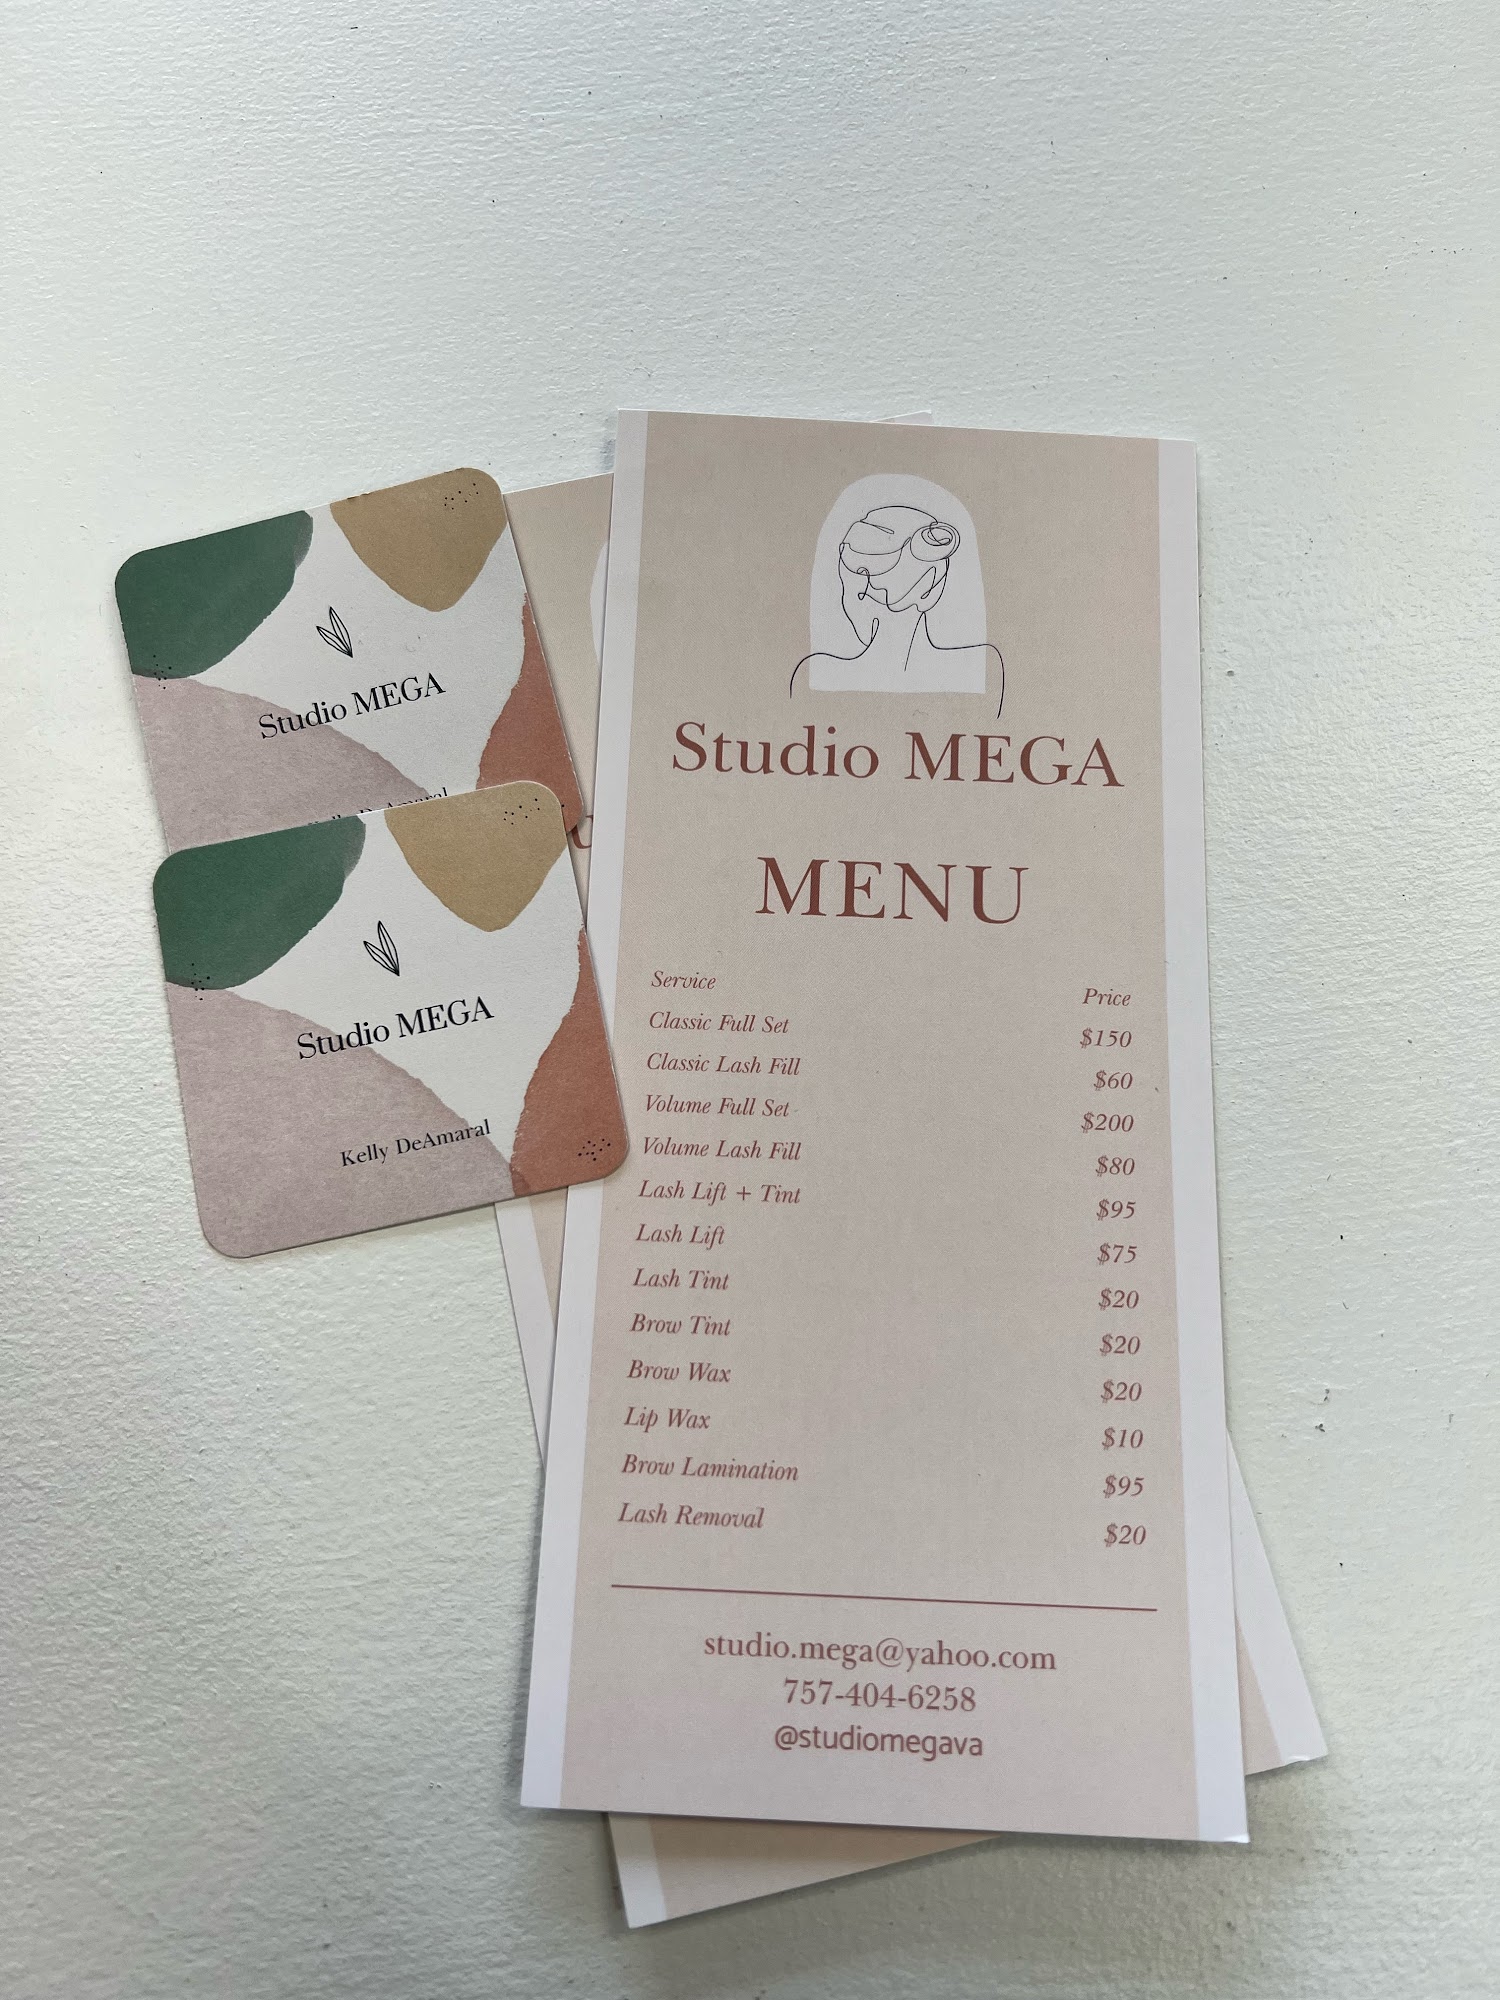 Studio MEGA
Kelly DeAmaral
Studio MEGA
Kelly DeAmaral
Studio MEGA
MENU
Service Price
Classic Full Set $150
Classic Lash Fill $60
Volume Full Set $200
Volume Lash Fill $80
Lash Lift + Tint $95
Lash Lift $75
Lash Tint $20
Brow Tint $20
Brow Wax $20
Lip Wax $10
Brow Lamination $95
Lash Removal $20
studio.mega@yahoo.com
757-404-6258
@studiomegava